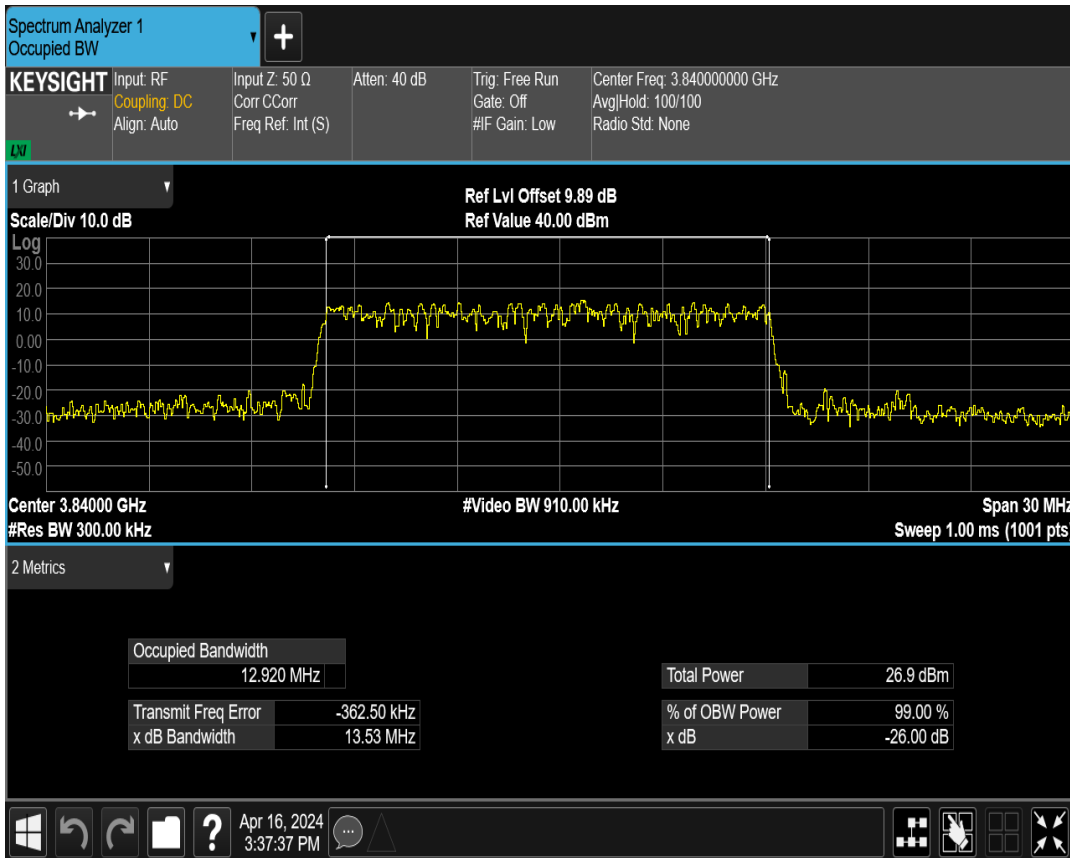 Spectrum Analyzer 1
Occupied BW
+
KEYSIGHT
LXI
Input: RF
Coupling: DC
Align: Auto
Input Z: 50 Ω
Corr CCorr
Freq Ref: Int (S)
Atten: 40 dB
Trig: Free Run
Gate: Off
#IF Gain: Low
Center Freq: 3.840000000 GHz
Avg|Hold: 100/100
Radio Std: None
1 Graph
Scale/Div 10.0 dB
Ref Lvl Offset 9.89 dB
Ref Value 40.00 dBm
Log
30.0
20.0
10.0
0.00
-10.0
-20.0
-30.0
-40.0
-50.0
Center 3.84000 GHz
#Video BW 910.00 kHz
Span 30 MHz
#Res BW 300.00 kHz
Sweep 1.00 ms (1001 pts)
2 Metrics
Occupied Bandwidth
12.920 MHz
Total Power 26.9 dBm
Transmit Freq Error -362.50 kHz
% of OBW Power 99.00 %
x dB Bandwidth 13.53 MHz
x dB -26.00 dB
?
Apr 16, 2024
3:37:37 PM